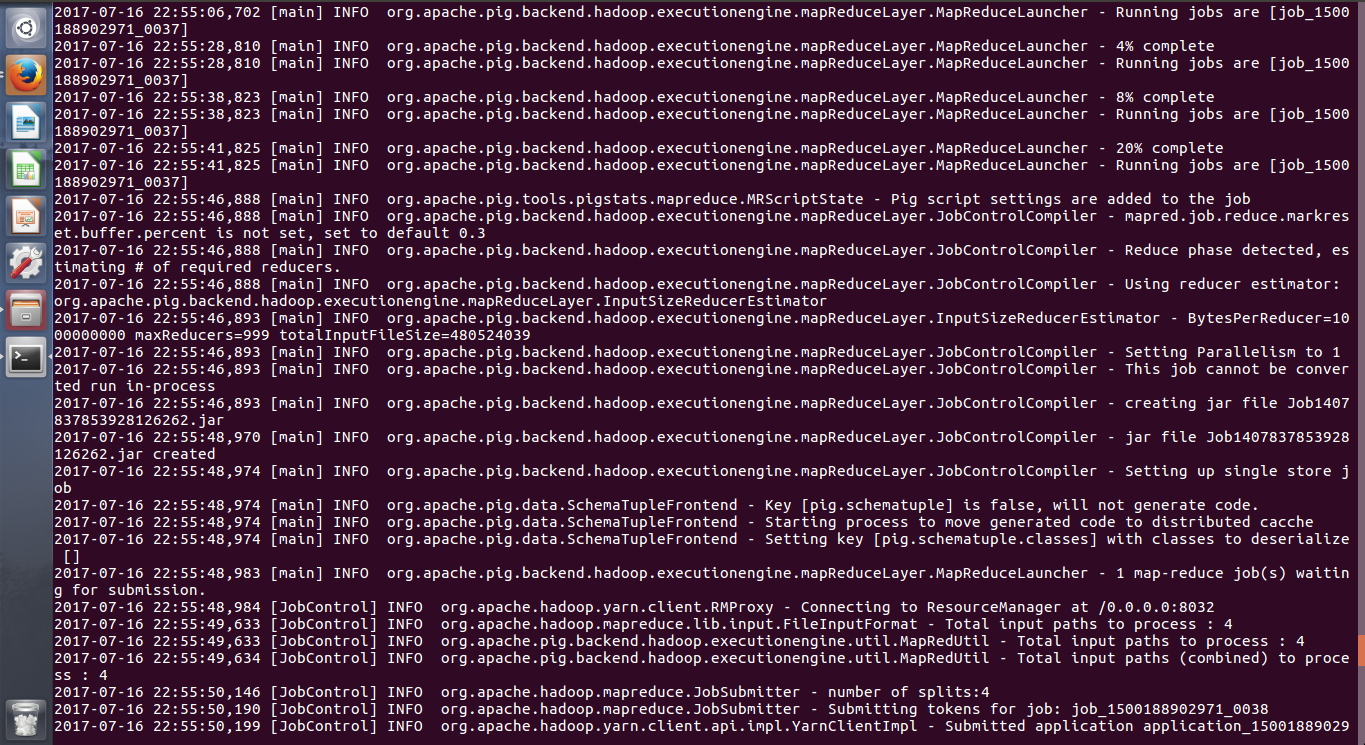 2017-07-16 22:55:06,702 [main] INFO  org.apache.pig.backend.hadoop.executionengine.mapReduceLayer.MapReduceLauncher - Running jobs are [job_1500
188902971_0037]
2017-07-16 22:55:28,810 [main] INFO  org.apache.pig.backend.hadoop.executionengine.mapReduceLayer.MapReduceLauncher - 4% complete
2017-07-16 22:55:28,810 [main] INFO  org.apache.pig.backend.hadoop.executionengine.mapReduceLayer.MapReduceLauncher - Running jobs are [job_1500
188902971_0037]
2017-07-16 22:55:38,823 [main] INFO  org.apache.pig.backend.hadoop.executionengine.mapReduceLayer.MapReduceLauncher - 8% complete
2017-07-16 22:55:38,823 [main] INFO  org.apache.pig.backend.hadoop.executionengine.mapReduceLayer.MapReduceLauncher - Running jobs are [job_1500
188902971_0037]
2017-07-16 22:55:41,825 [main] INFO  org.apache.pig.backend.hadoop.executionengine.mapReduceLayer.MapReduceLauncher - 20% complete
2017-07-16 22:55:41,825 [main] INFO  org.apache.pig.backend.hadoop.executionengine.mapReduceLayer.MapReduceLauncher - Running jobs are [job_1500
188902971_0037]
2017-07-16 22:55:46,888 [main] INFO  org.apache.pig.tools.pigstats.mapreduce.MRScriptState - Pig script settings are added to the job
2017-07-16 22:55:46,888 [main] INFO  org.apache.pig.backend.hadoop.executionengine.mapReduceLayer.JobControlCompiler - mapred.job.reduce.markres
et.buffer.percent is not set, set to default 0.3
2017-07-16 22:55:46,888 [main] INFO  org.apache.pig.backend.hadoop.executionengine.mapReduceLayer.JobControlCompiler - Reduce phase detected, es
timating # of required reducers.
2017-07-16 22:55:46,888 [main] INFO  org.apache.pig.backend.hadoop.executionengine.mapReduceLayer.JobControlCompiler - Using reducer estimator: 
org.apache.pig.backend.hadoop.executionengine.mapReduceLayer.InputSizeReducerEstimator
2017-07-16 22:55:46,893 [main] INFO  org.apache.pig.backend.hadoop.executionengine.mapReduceLayer.InputSizeReducerEstimator - BytesPerReducer=10
00000000 maxReducers=999 totalInputFileSize=480524039
2017-07-16 22:55:46,893 [main] INFO  org.apache.pig.backend.hadoop.executionengine.mapReduceLayer.JobControlCompiler - Setting Parallelism to 1
2017-07-16 22:55:46,893 [main] INFO  org.apache.pig.backend.hadoop.executionengine.mapReduceLayer.JobControlCompiler - This job cannot be conver
ted run in-process
2017-07-16 22:55:46,893 [main] INFO  org.apache.pig.backend.hadoop.executionengine.mapReduceLayer.JobControlCompiler - creating jar file Job1407
837853928126262.jar
2017-07-16 22:55:48,970 [main] INFO  org.apache.pig.backend.hadoop.executionengine.mapReduceLayer.JobControlCompiler - jar file Job1407837853928
126262.jar created
2017-07-16 22:55:48,974 [main] INFO  org.apache.pig.backend.hadoop.executionengine.mapReduceLayer.JobControlCompiler - Setting up single store j
ob
2017-07-16 22:55:48,974 [main] INFO  org.apache.pig.data.SchemaTupleFrontend - Key [pig.schematuple] is false, will not generate code.
2017-07-16 22:55:48,974 [main] INFO  org.apache.pig.data.SchemaTupleFrontend - Starting process to move generated code to distributed cacche
2017-07-16 22:55:48,974 [main] INFO  org.apache.pig.data.SchemaTupleFrontend - Setting key [pig.schematuple.classes] with classes to deserialize
 []
2017-07-16 22:55:48,983 [main] INFO  org.apache.pig.backend.hadoop.executionengine.mapReduceLayer.MapReduceLauncher - 1 map-reduce job(s) waitin
g for submission.
2017-07-16 22:55:48,984 [JobControl] INFO  org.apache.hadoop.yarn.client.RMProxy - Connecting to ResourceManager at /0.0.0.0:8032
2017-07-16 22:55:49,633 [JobControl] INFO  org.apache.hadoop.mapreduce.lib.input.FileInputFormat - Total input paths to process : 4
2017-07-16 22:55:49,633 [JobControl] INFO  org.apache.pig.backend.hadoop.executionengine.util.MapRedUtil - Total input paths to process : 4
2017-07-16 22:55:49,634 [JobControl] INFO  org.apache.pig.backend.hadoop.executionengine.util.MapRedUtil - Total input paths (combined) to proce
ss : 4
2017-07-16 22:55:50,146 [JobControl] INFO  org.apache.hadoop.mapreduce.JobSubmitter - number of splits:4
2017-07-16 22:55:50,190 [JobControl] INFO  org.apache.hadoop.mapreduce.JobSubmitter - Submitting tokens for job: job_1500188902971_0038
2017-07-16 22:55:50,199 [JobControl] INFO  org.apache.hadoop.yarn.client.api.impl.YarnClientImpl - Submitted application application_15001889029